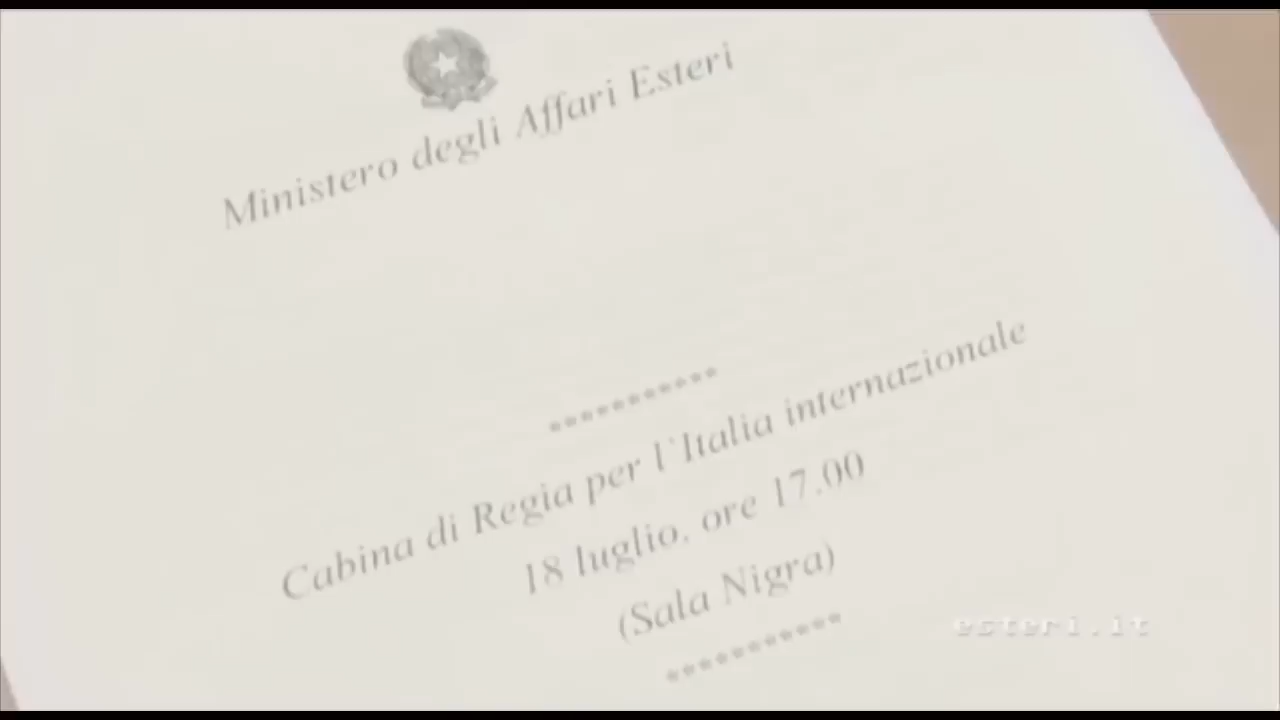 Ministero degli Affari Esteri
***********
Cabina di Regia per l'Italia internazionale
18 luglio, ore 17.00
(Sala Nigra)
***********
esteri.it